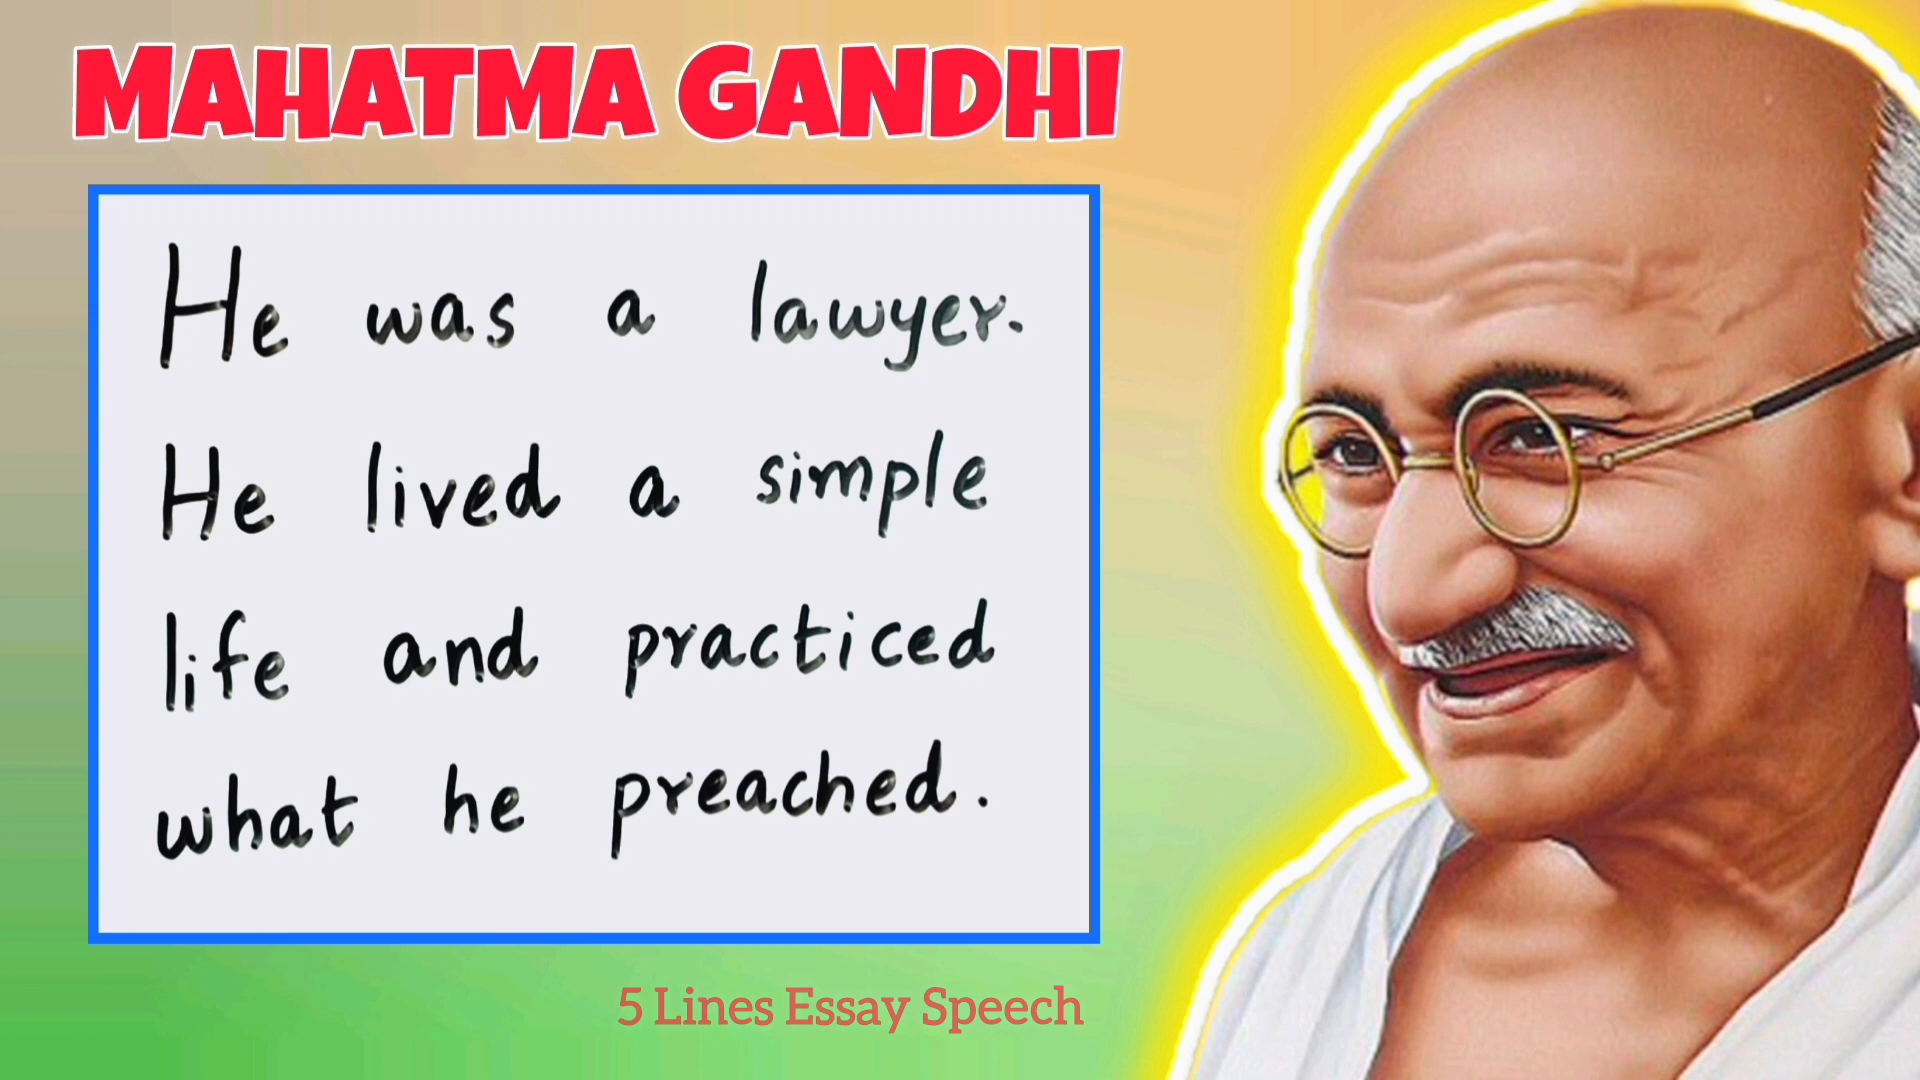 MAHATMA GANDHI
He was a lawyer.
He lived a simple
life and practiced
what he preached.
5 Lines Essay Speech